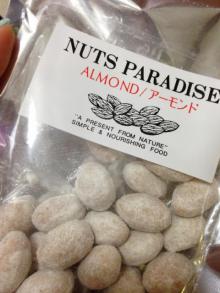 NUTS PARADISE
ALMOND/アーモンド
"A PRESENT FROM NATURE"
SIMPLE & NOURISHING FOOD